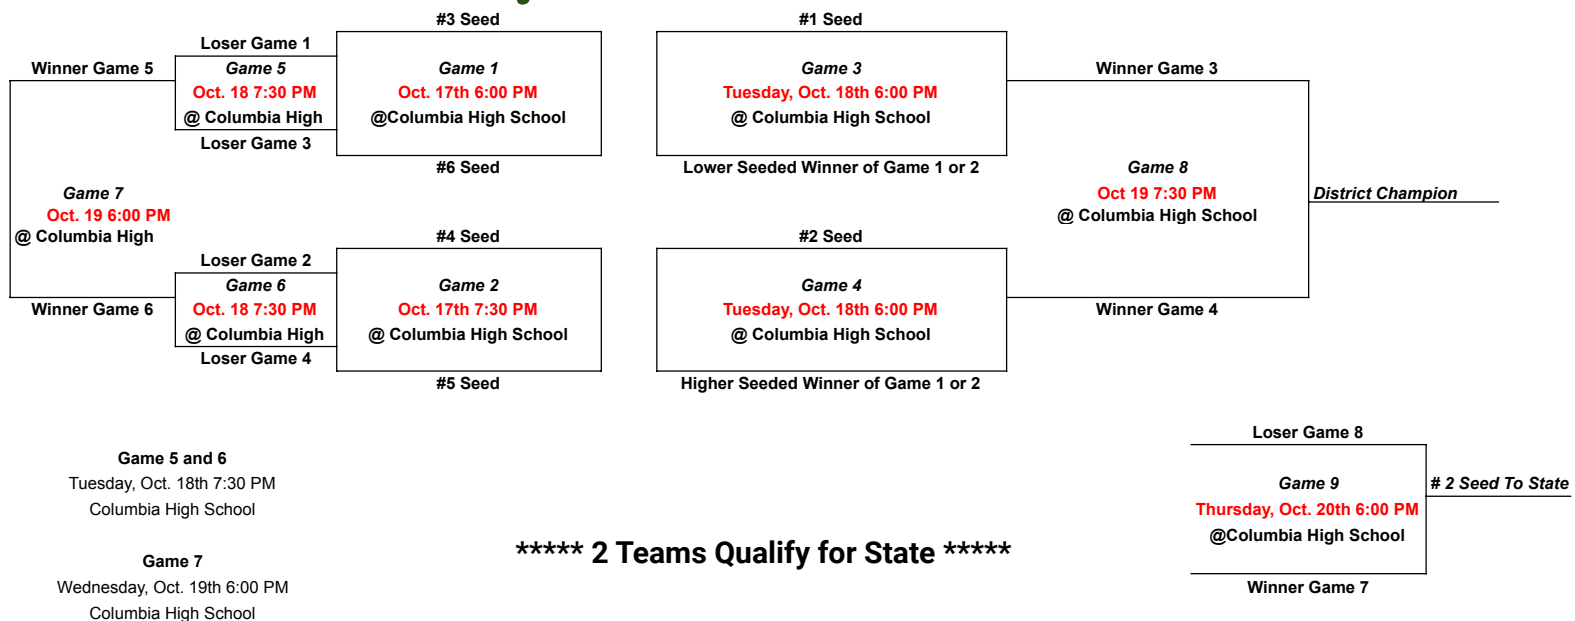 #3 Seed
#1 Seed
Loser Game 1
Winner Game 5
Game 5
Game 1
Game 3
Winner Game 3
Oct. 18 7:30 PM
Oct. 17th 6:00 PM
Tuesday, Oct. 18th 6:00 PM
@ Columbia High
@Columbia High School
@ Columbia High School
Loser Game 3
#6 Seed
Lower Seeded Winner of Game 1 or 2
Game 8
Game 7
Oct 19 7:30 PM
District Champion
Oct. 19 6:00 PM
@ Columbia High School
@ Columbia High
#4 Seed
#2 Seed
Loser Game 2
Game 6
Game 2
Game 4
Winner Game 6
Oct. 18 7:30 PM
Oct. 17th 7:30 PM
Tuesday, Oct. 18th 6:00 PM
Winner Game 4
@ Columbia High
@ Columbia High School
@ Columbia High School
Loser Game 4
#5 Seed
Higher Seeded Winner of Game 1 or 2
Loser Game 8
Game 5 and 6
Tuesday, Oct. 18th 7:30 PM
Columbia High School
Game 9
# 2 Seed To State
Thursday, Oct. 20th 6:00 PM
@Columbia High School
***** 2 Teams Qualify for State *****
Game 7
Wednesday, Oct. 19th 6:00 PM
Columbia High School
Winner Game 7